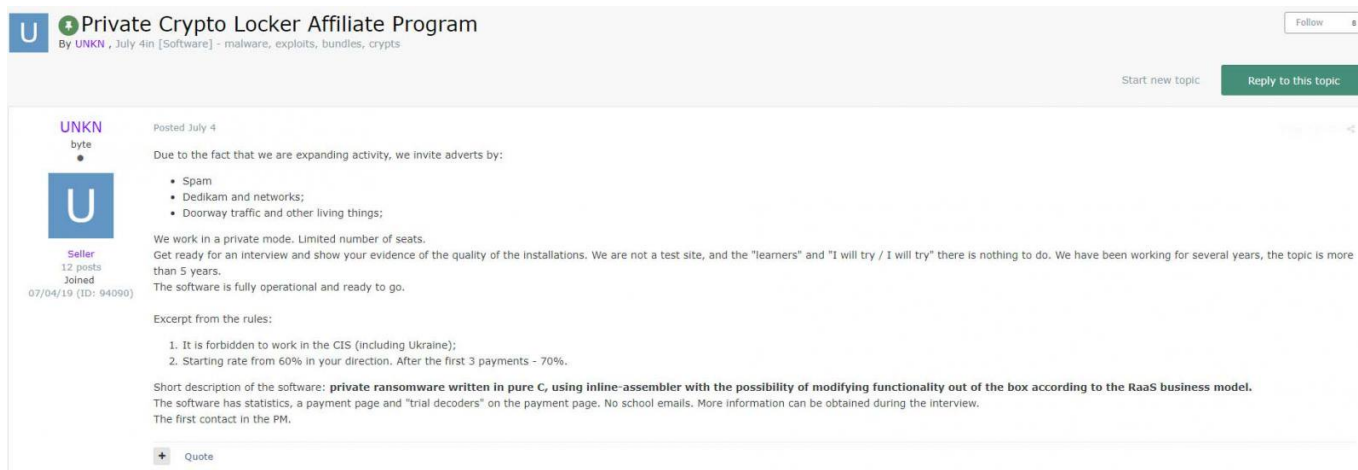 U
Private Crypto Locker Affiliate Program
By UNKN , July 4in [Software] - malware, exploits, bundles, crypts
Follow 8
Start new topic
Reply to this topic
UNKN
byte
U
Seller
12 posts
Joined
07/04/19 (ID: 94090)
Posted July 4
Due to the fact that we are expanding activity, we invite adverts by:
• Spam
• Dedikam and networks;
• Doorway traffic and other living things;
We work in a private mode. Limited number of seats.
Get ready for an interview and show your evidence of the quality of the installations. We are not a test site, and the "learners" and "I will try / I will try" there is nothing to do. We have been working for several years, the topic is more
than 5 years.
The software is fully operational and ready to go.
Excerpt from the rules:
1. It is forbidden to work in the CIS (including Ukraine);
2. Starting rate from 60% in your direction. After the first 3 payments - 70%.
Short description of the software: private ransomware written in pure C, using inline-assembler with the possibility of modifying functionality out of the box according to the RaaS business model.
The software has statistics, a payment page and "trial decoders" on the payment page. No school emails. More information can be obtained during the interview.
The first contact in the PM.
+ Quote